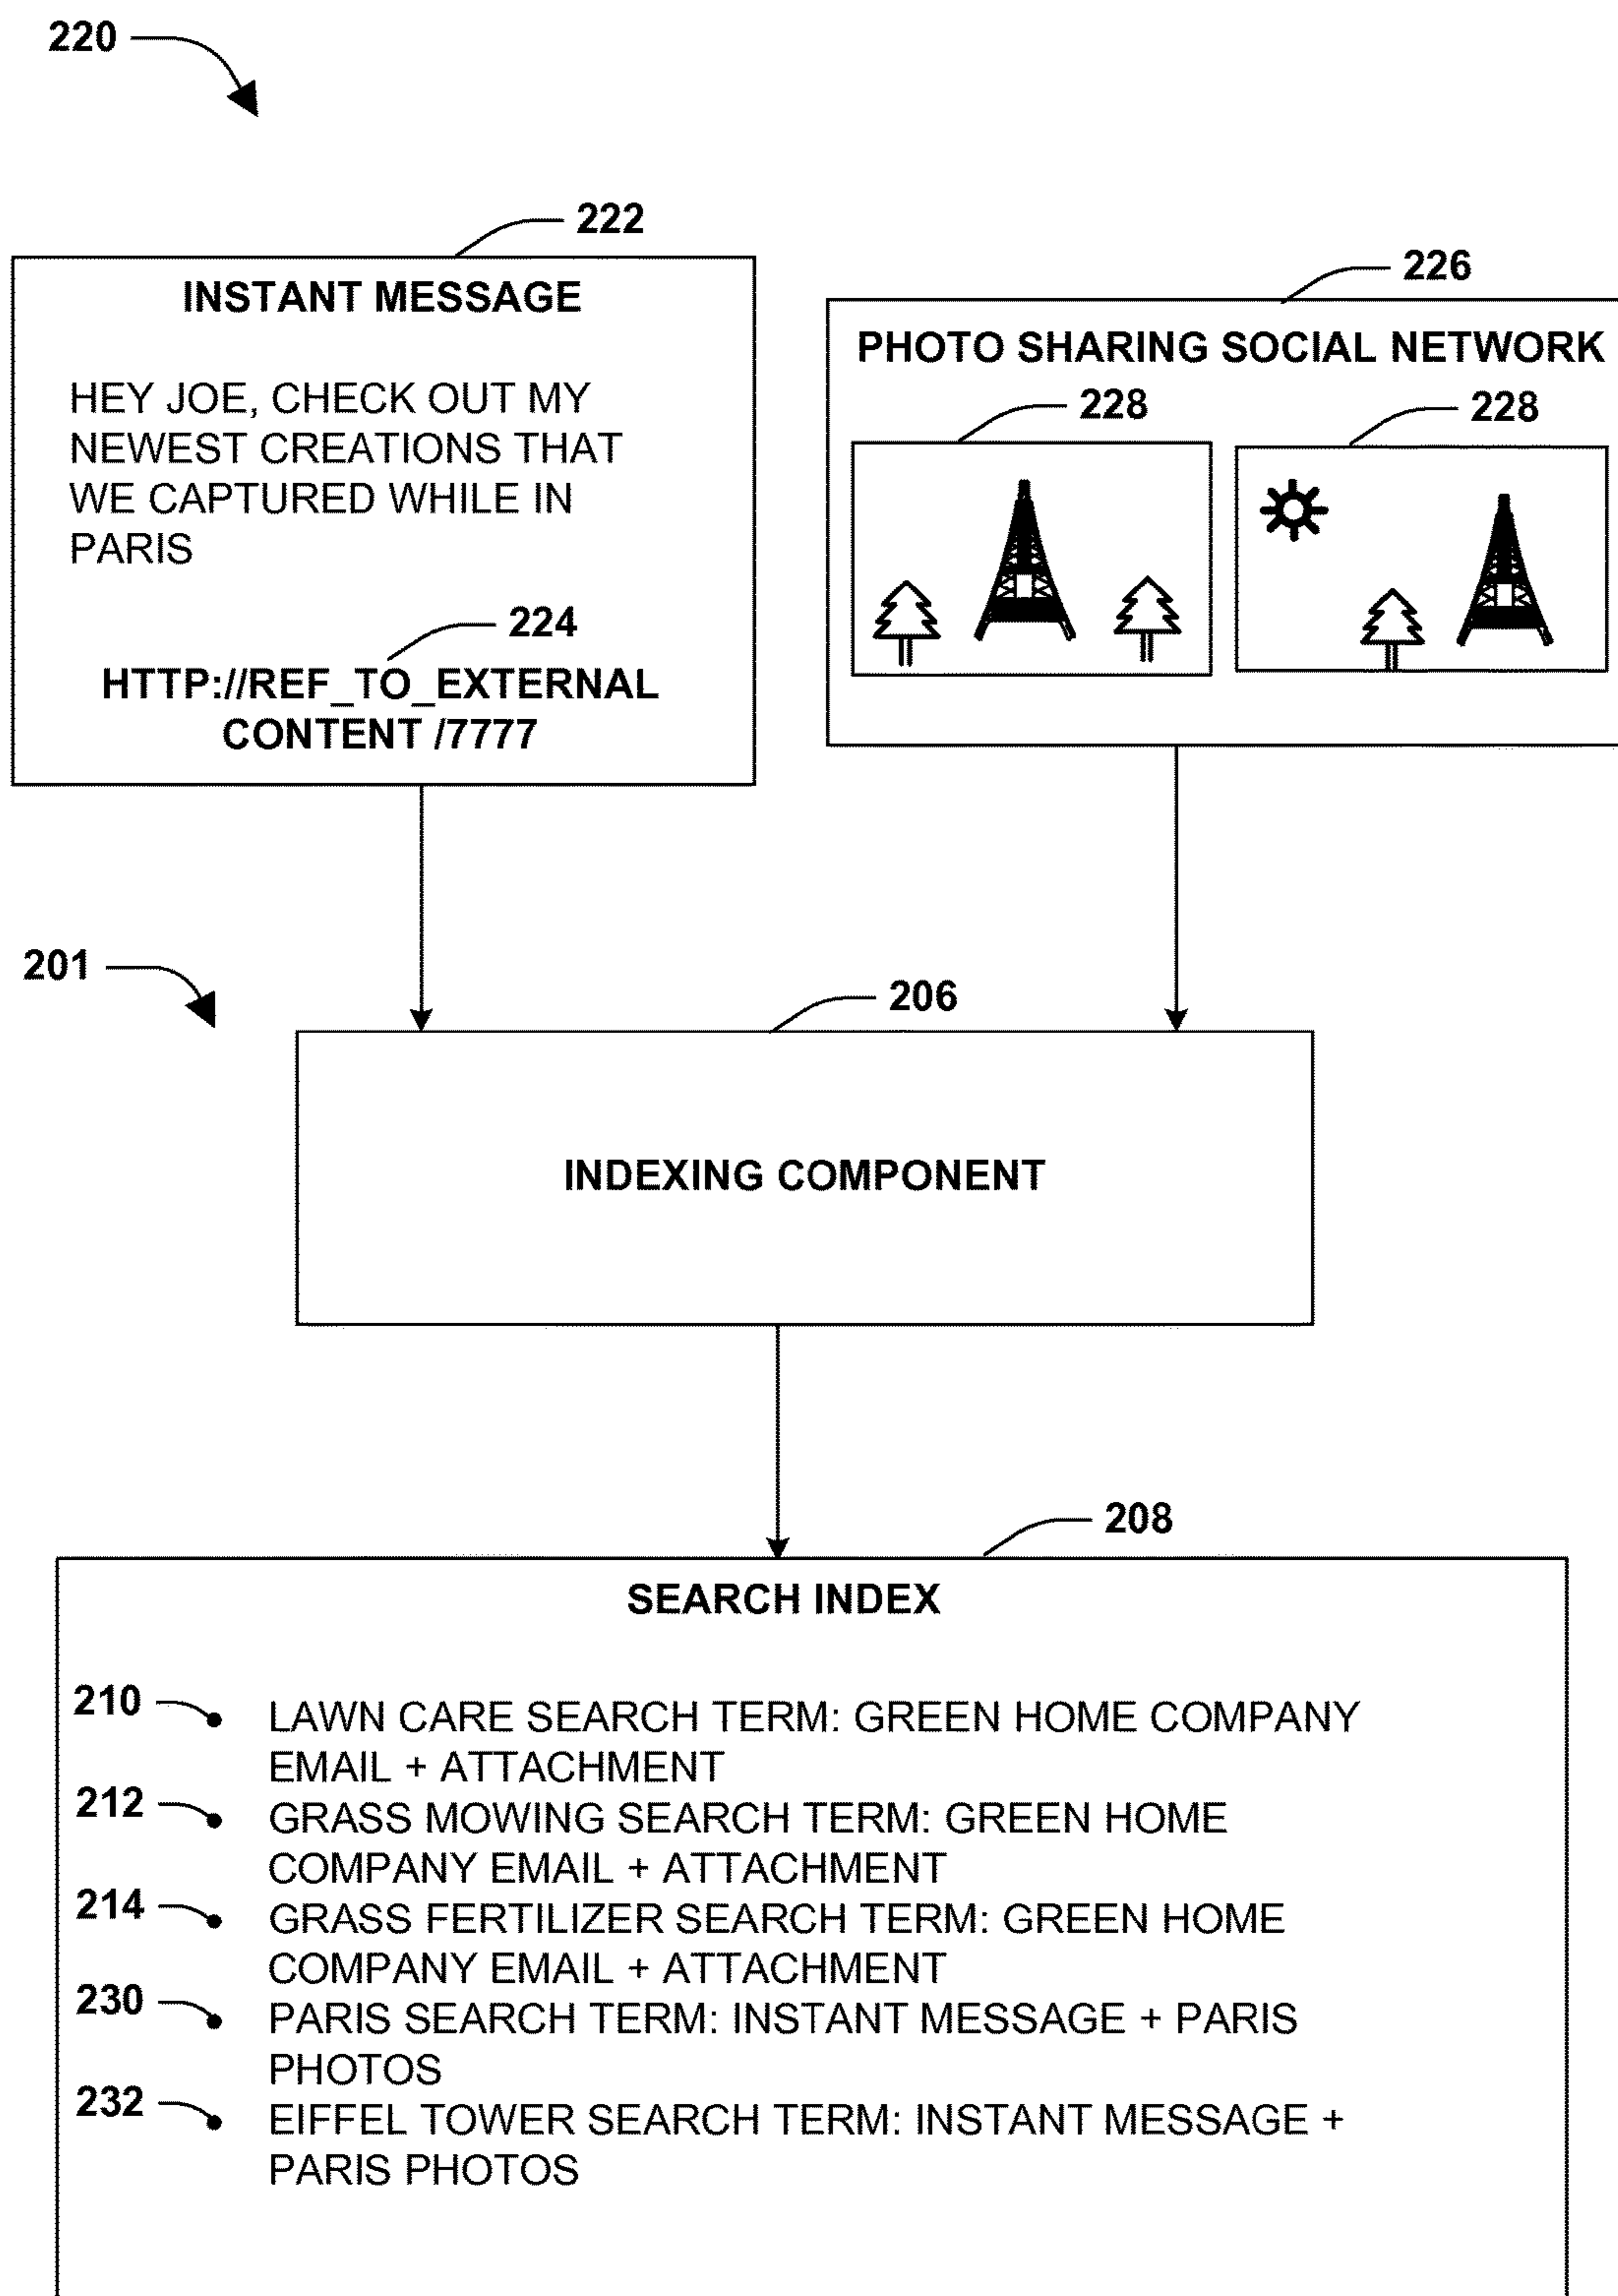 220
222
INSTANT MESSAGE
HEY JOE, CHECK OUT MY
NEWEST CREATIONS THAT
WE CAPTURED WHILE IN
PARIS
224
HTTP://REF_TO_EXTERNAL
CONTENT /7777
226
PHOTO SHARING SOCIAL NETWORK
228
228
201
206
INDEXING COMPONENT
208
SEARCH INDEX
210
LAWN CARE SEARCH TERM: GREEN HOME COMPANY
EMAIL + ATTACHMENT
212
GRASS MOWING SEARCH TERM: GREEN HOME
COMPANY EMAIL + ATTACHMENT
214
GRASS FERTILIZER SEARCH TERM: GREEN HOME
COMPANY EMAIL + ATTACHMENT
230
PARIS SEARCH TERM: INSTANT MESSAGE + PARIS
PHOTOS
232
EIFFEL TOWER SEARCH TERM: INSTANT MESSAGE +
PARIS PHOTOS